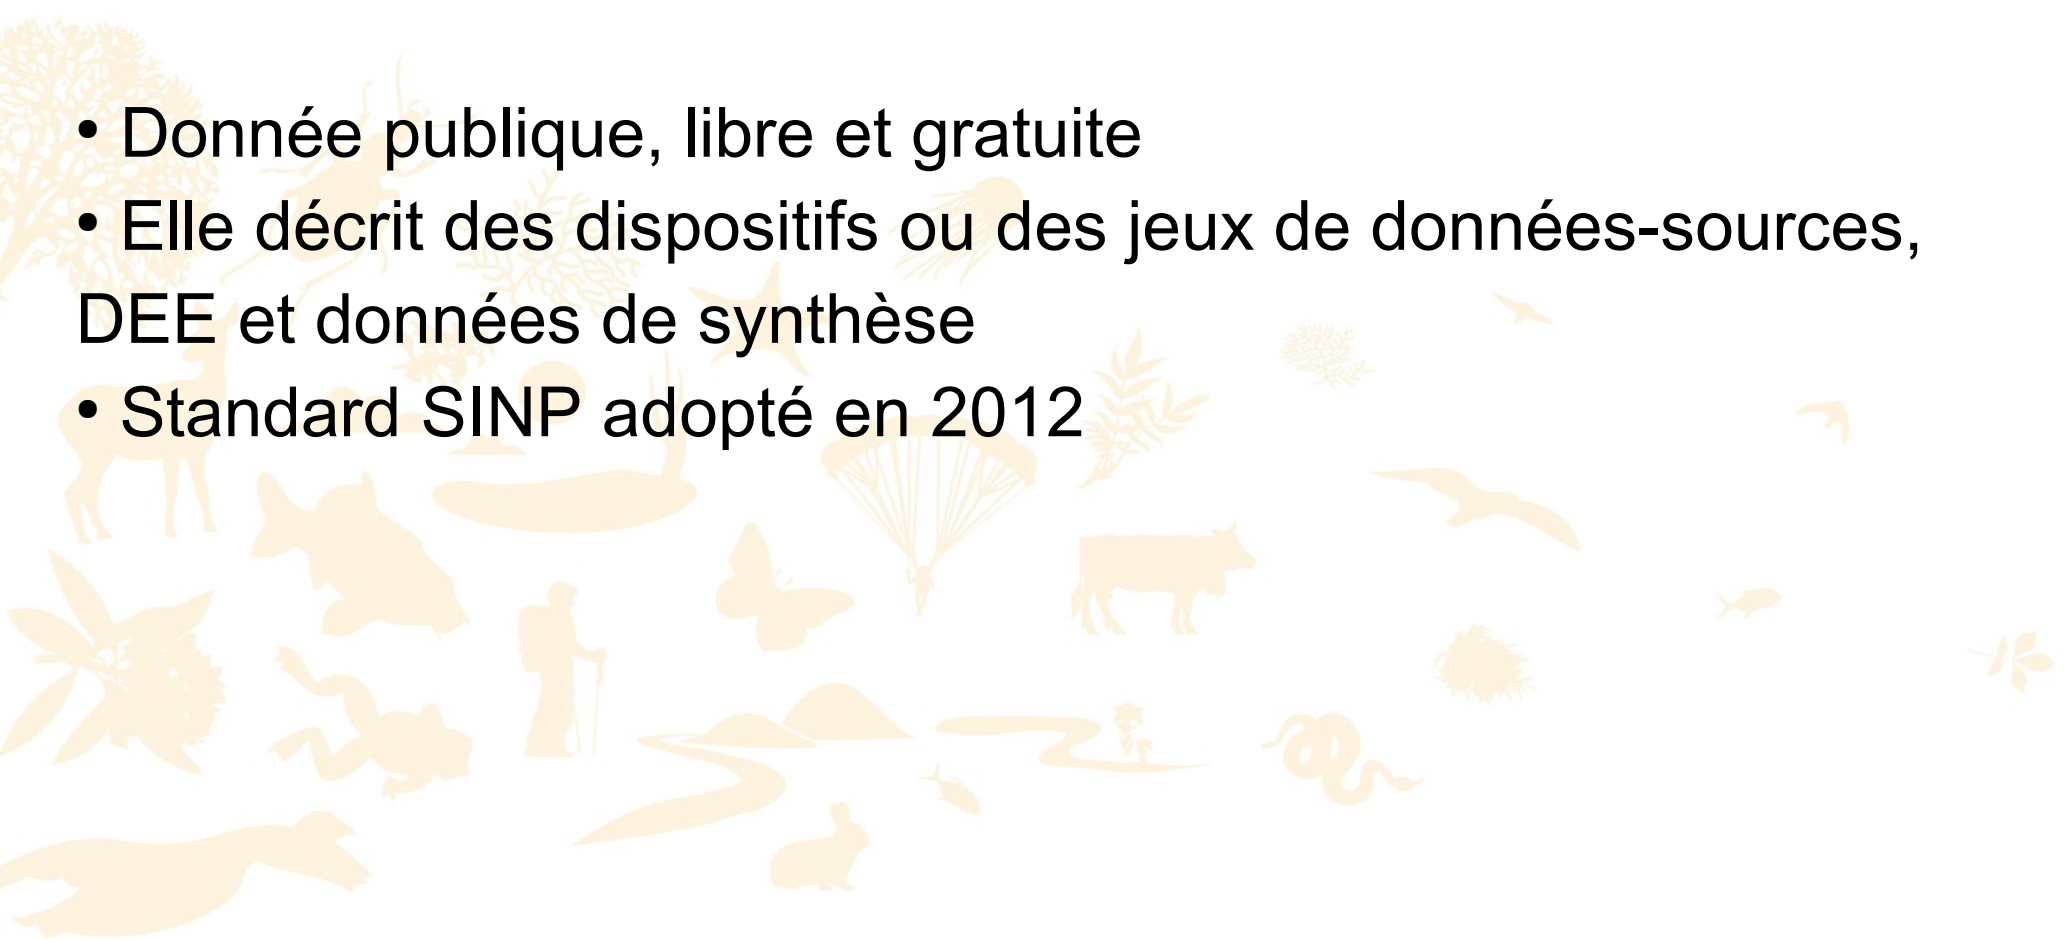 • Donnée publique, libre et gratuite
• Elle décrit des dispositifs ou des jeux de données-sources,
DEE et données de synthèse
• Standard SINP adopté en 2012